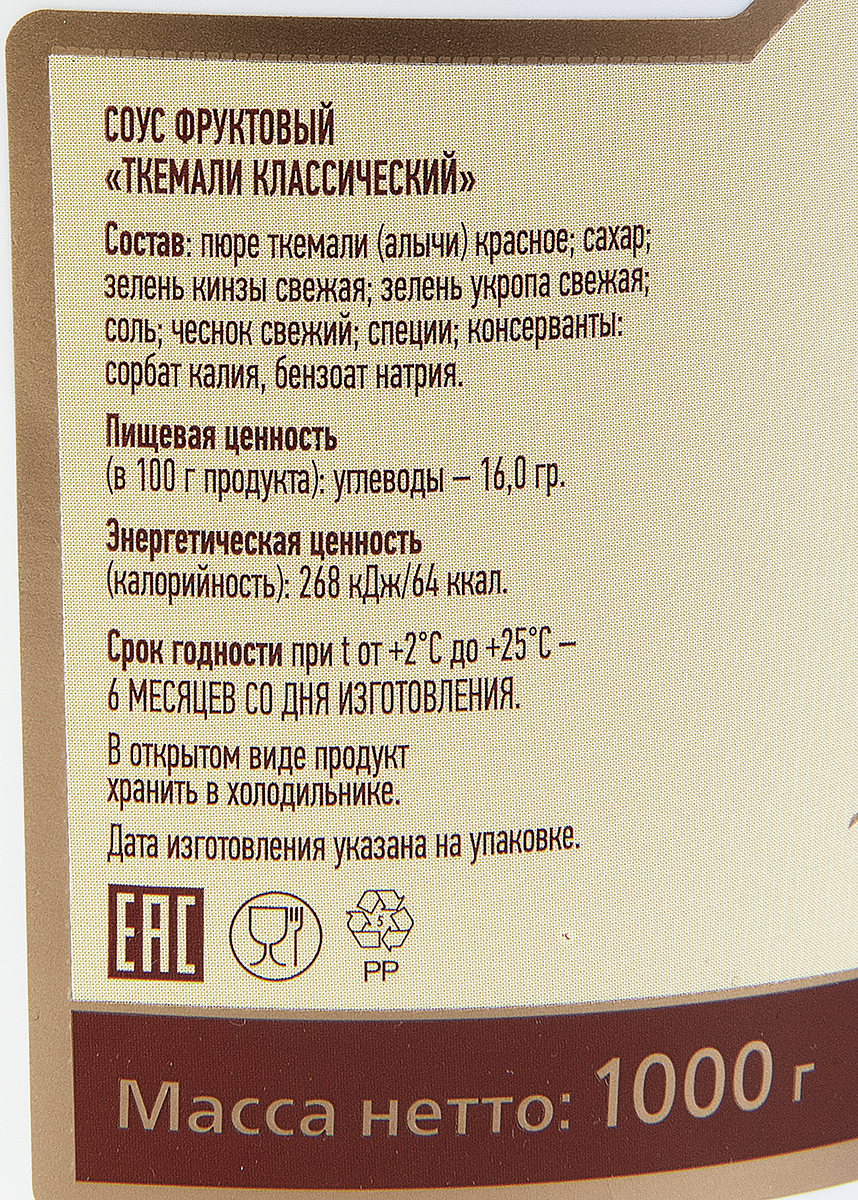 СОУС ФРУКТОВЫЙ
«ТКЕМАЛИ КЛАССИЧЕСКИЙ»
Состав: пюре ткемали (алычи) красное; сахар;
зелень кинзы свежая; зелень укропа свежая;
соль; чеснок свежий; специи; консерванты:
сорбат калия, бензоат натрия.
Пищевая ценность
(в 100 г продукта): углеводы – 16,0 гр.
Энергетическая ценность
(калорийность): 268 кДж/64 ккал.
Срок годности при t от +2°С до +25°С –
6 МЕСЯЦЕВ СО ДНЯ ИЗГОТОВЛЕНИЯ.
В открытом виде продукт
хранить в холодильнике.
Дата изготовления указана на упаковке.
EAC
5
PP
Масса нетто: 1000 г